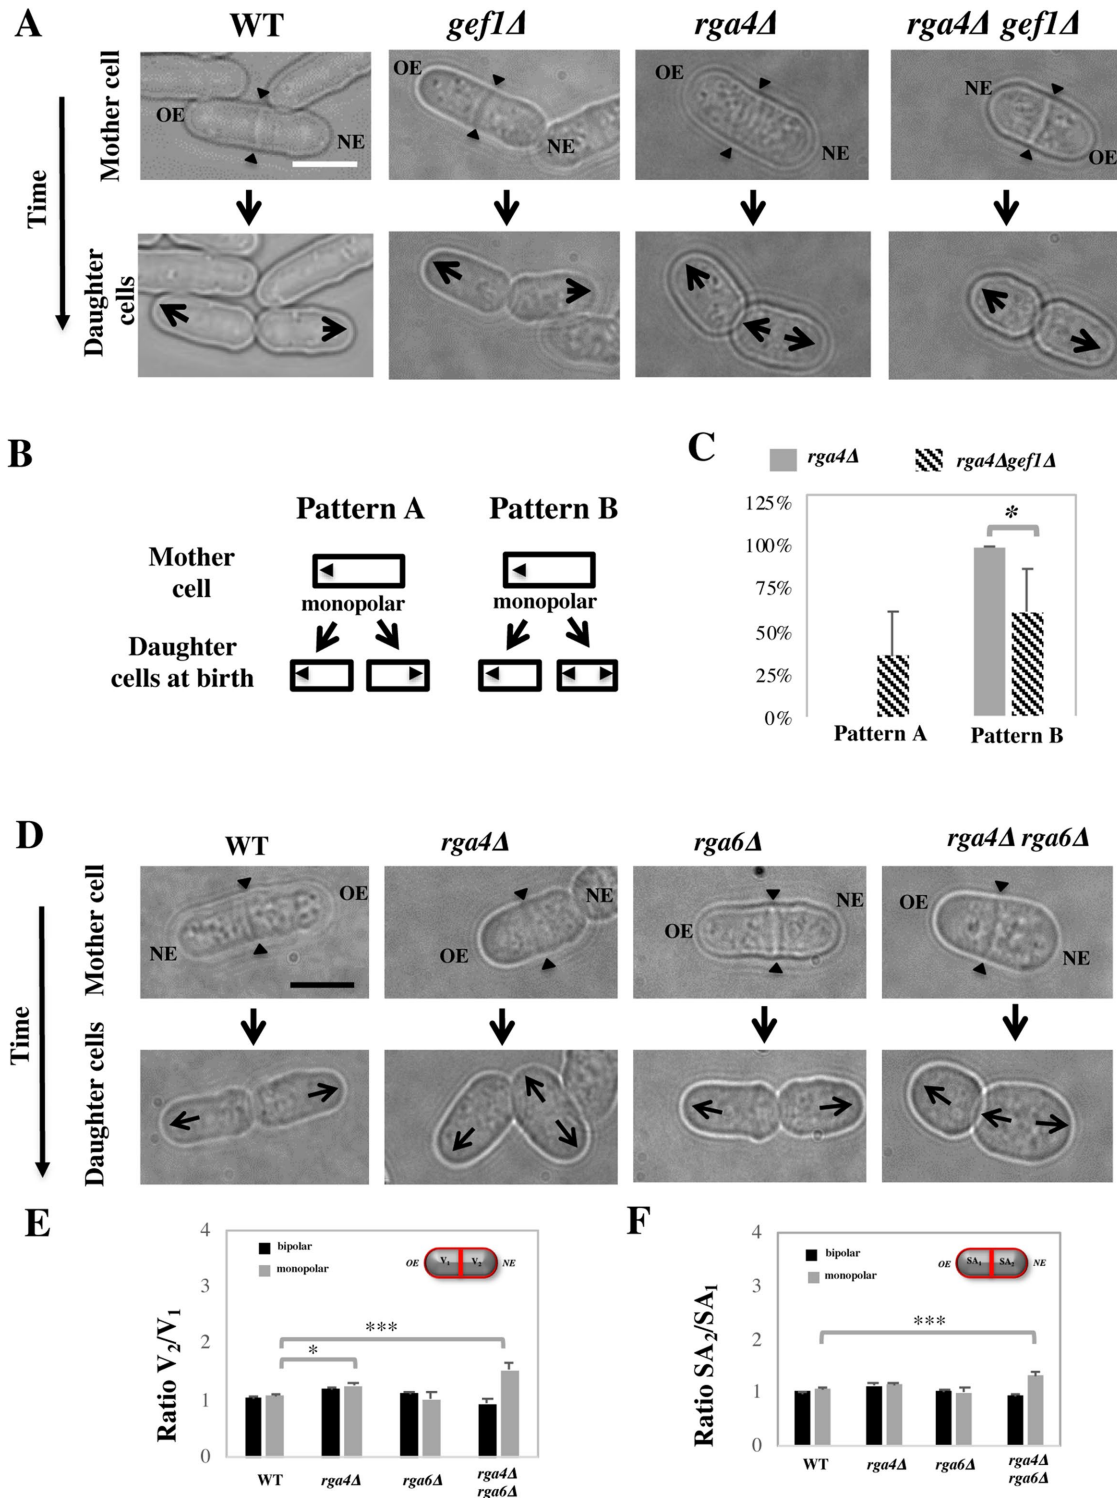 A
WT
gef1Δ
rga4Δ
rga4Δ gef1Δ
Time
Mother cell
OE
NE
OE
NE
OE
NE
NE
OE
Daughter
cells
B
Pattern A
Pattern B
Mother
cell
monopolar
monopolar
Daughter
cells at birth
C
rga4Δ
rga4Δgef1Δ
125%
100%
75%
50%
25%
0%
*
Pattern A
Pattern B
D
WT
rga4Δ
rga6Δ
rga4Δ rga6Δ
Time
Mother cell
OE
NE
NE
OE
NE
OE
OE
NE
Daughter cells
E
Ratio V2/V1
4
3
2
1
0
bipolar
monopolar
OE
V1
V2
NE
***
*
WT
rga4Δ
rga6Δ
rga4Δ
rga6Δ
F
Ratio SA2/SA1
4
3
2
1
0
bipolar
monopolar
OE
SA1
SA2
NE
***
WT
rga4Δ
rga6Δ
rga4Δ
rga6Δ